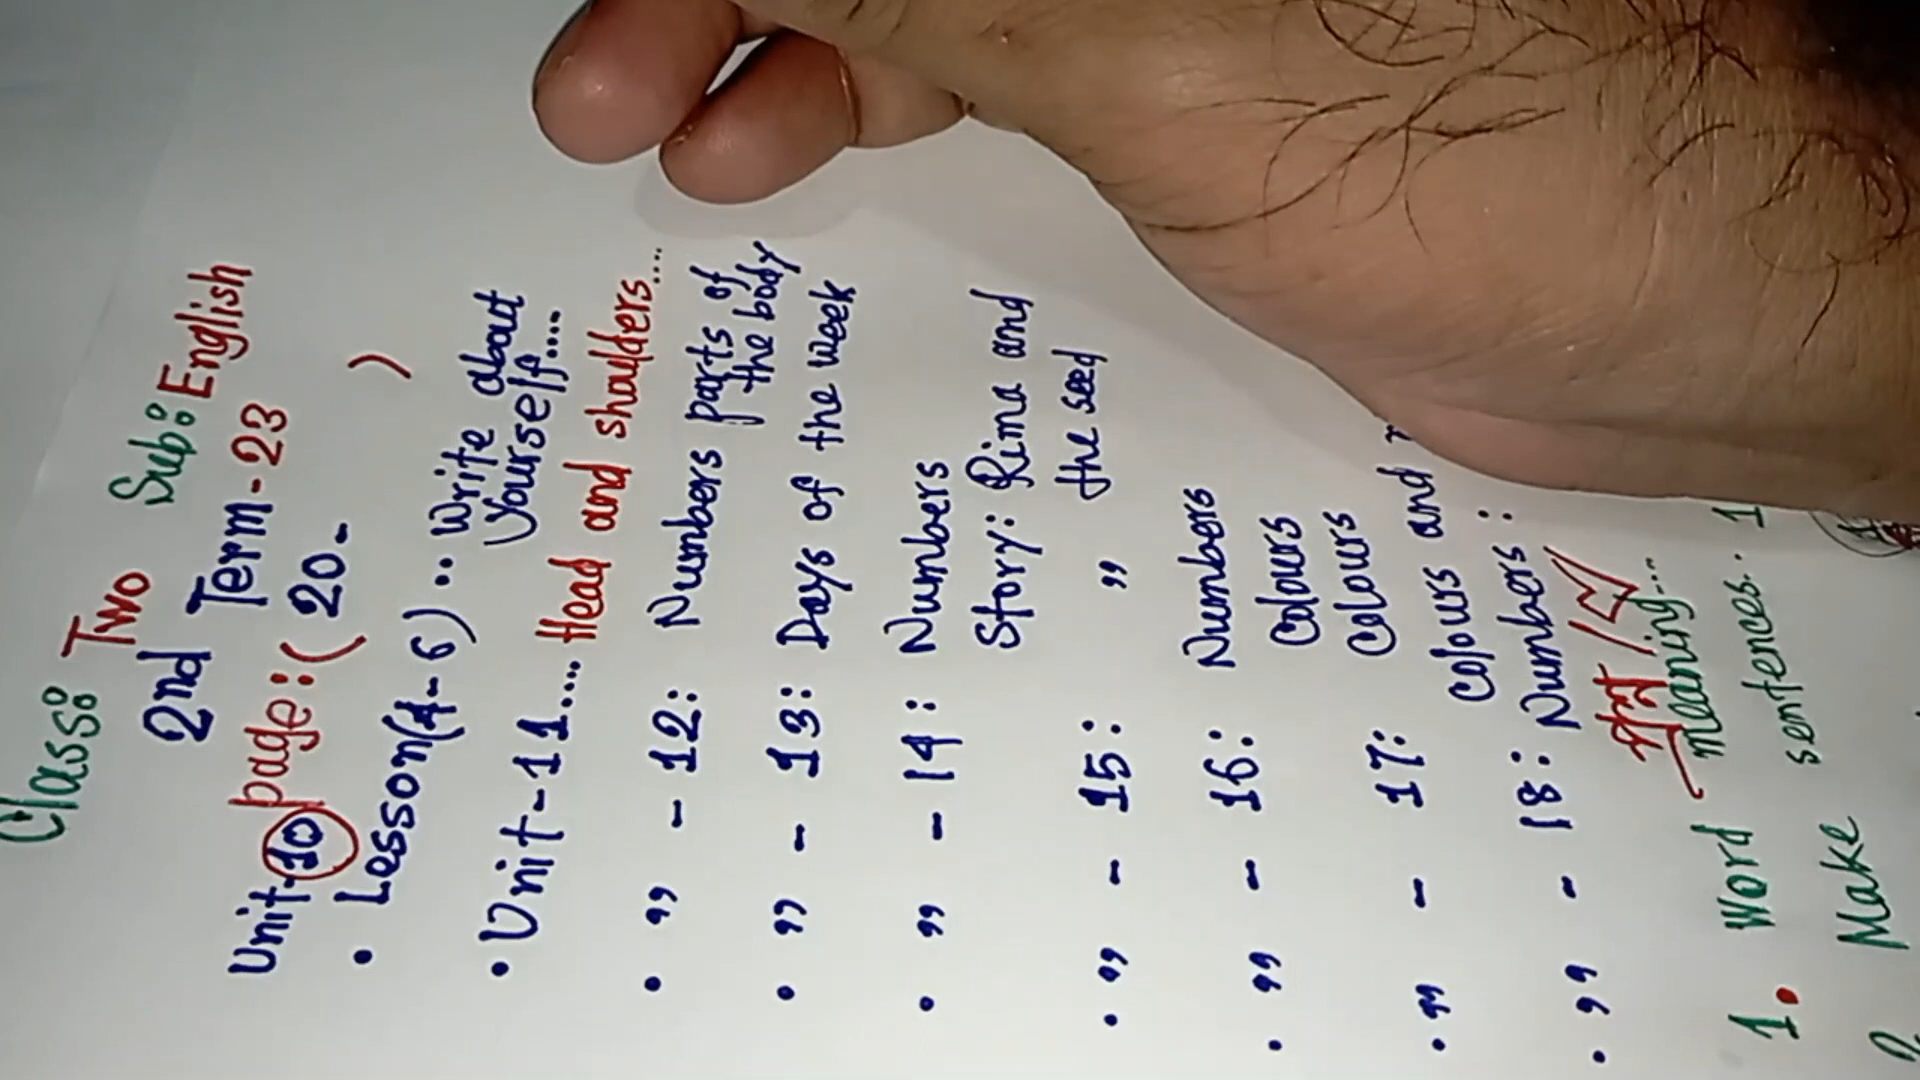 Class: Two Sub: English
2nd Term-23
Unit-10 page: ( 20- )
• Lesson(4-6) .. Write about
Yourself....
• Unit-11.... Head and shoulders....
• " - 12: Numbers parts of
the body
• " - 13: Days of the week
• " - 14: Numbers
Story: Rima and
• " - 15: " the seed
• " - 16: Numbers
Colours
• " - 17: Colours
Colours and
• " - 18: Numbers:
1. Word meaning...
Make sentences.. 1